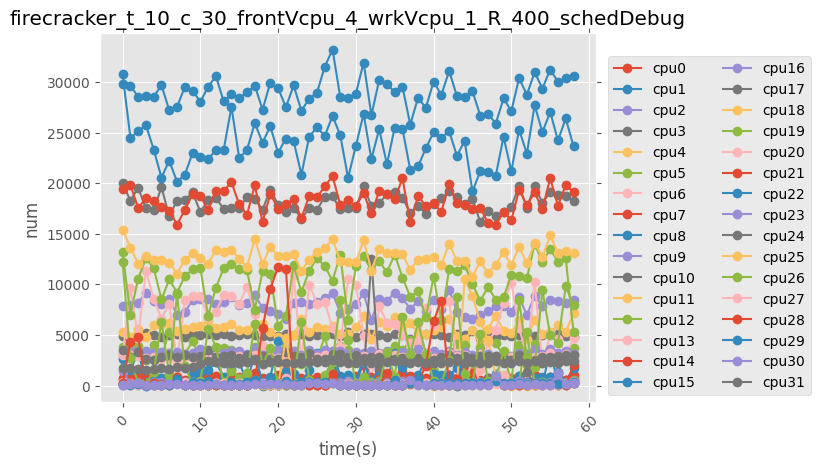 firecracker_t_10_c_30_frontVcpu_4_wrkVcpu_1_R_400_schedDebug
num
30000
25000
20000
15000
10000
5000
0
0
10
20
30
40
50
60
time(s)
cpu0
cpu1
cpu2
cpu3
cpu4
cpu5
cpu6
cpu7
cpu8
cpu9
cpu10
cpu11
cpu12
cpu13
cpu14
cpu15
cpu16
cpu17
cpu18
cpu19
cpu20
cpu21
cpu22
cpu23
cpu24
cpu25
cpu26
cpu27
cpu28
cpu29
cpu30
cpu31